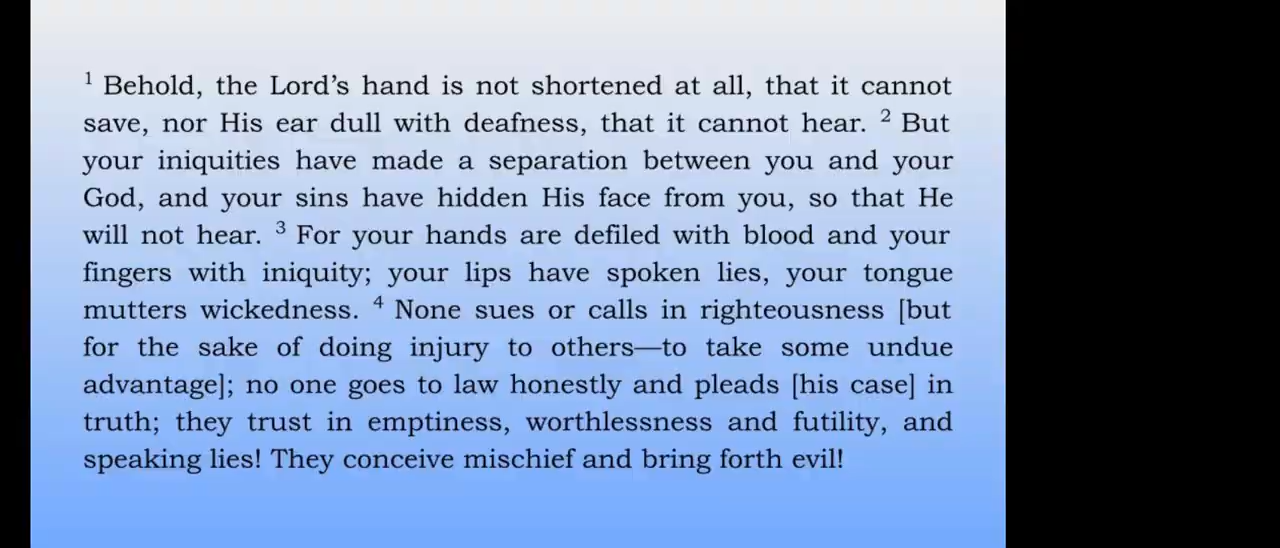 ¹ Behold, the Lord’s hand is not shortened at all, that it cannot
save, nor His ear dull with deafness, that it cannot hear. ² But
your iniquities have made a separation between you and your
God, and your sins have hidden His face from you, so that He
will not hear. ³ For your hands are defiled with blood and your
fingers with iniquity; your lips have spoken lies, your tongue
mutters wickedness. ⁴ None sues or calls in righteousness [but
for the sake of doing injury to others—to take some undue
advantage]; no one goes to law honestly and pleads [his case] in
truth; they trust in emptiness, worthlessness and futility, and
speaking lies! They conceive mischief and bring forth evil!